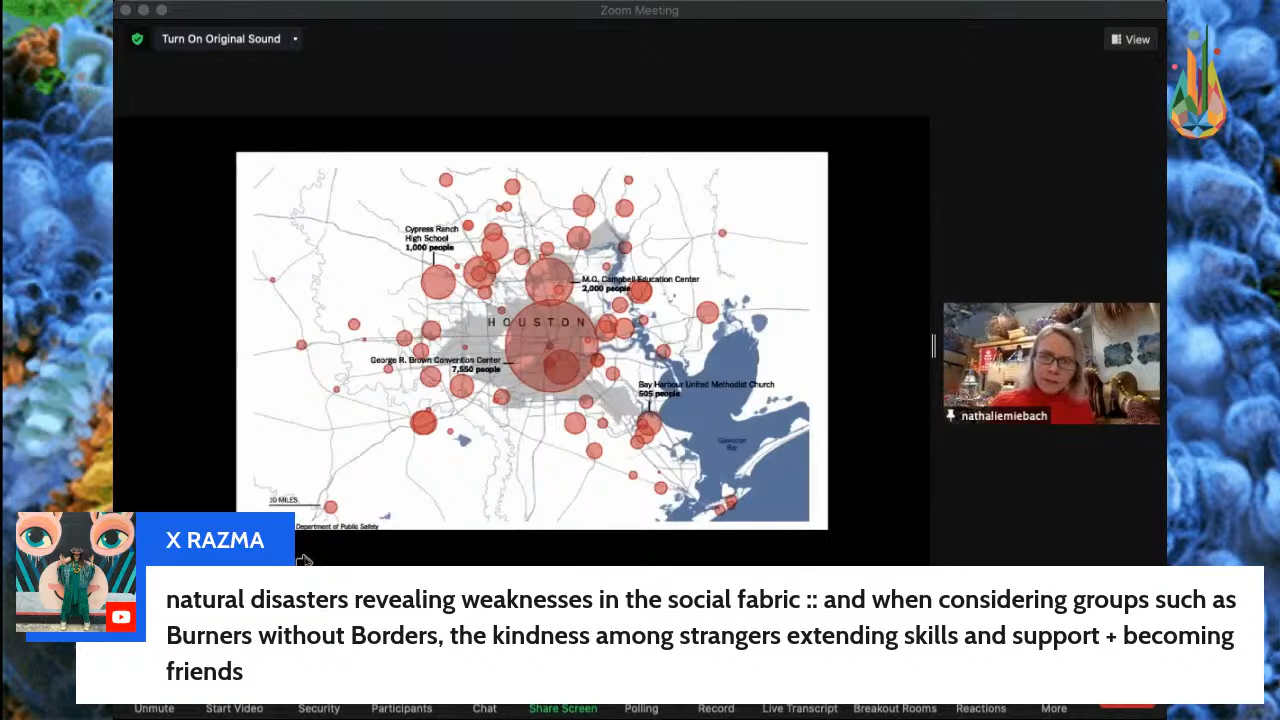 Zoom Meeting
Turn On Original Sound
View
Cypress Ranch
High School
1,000 people
M.O. Campbell Education Center
2,000 people
HOUSTON
George R. Brown Convention Center
7,550 people
Bay Harbour United Methodist Church
505 people
Galveston
Bay
10 MILES
Department of Public Safety
nathaliemiebach
X RAZMA
natural disasters revealing weaknesses in the social fabric :: and when considering groups such as
Burners without Borders, the kindness among strangers extending skills and support + becoming
friends
Unmute
Start Video
Security
Participants
Chat
Share Screen
Polling
Record
Live Transcript
Breakout Rooms
Reactions
More